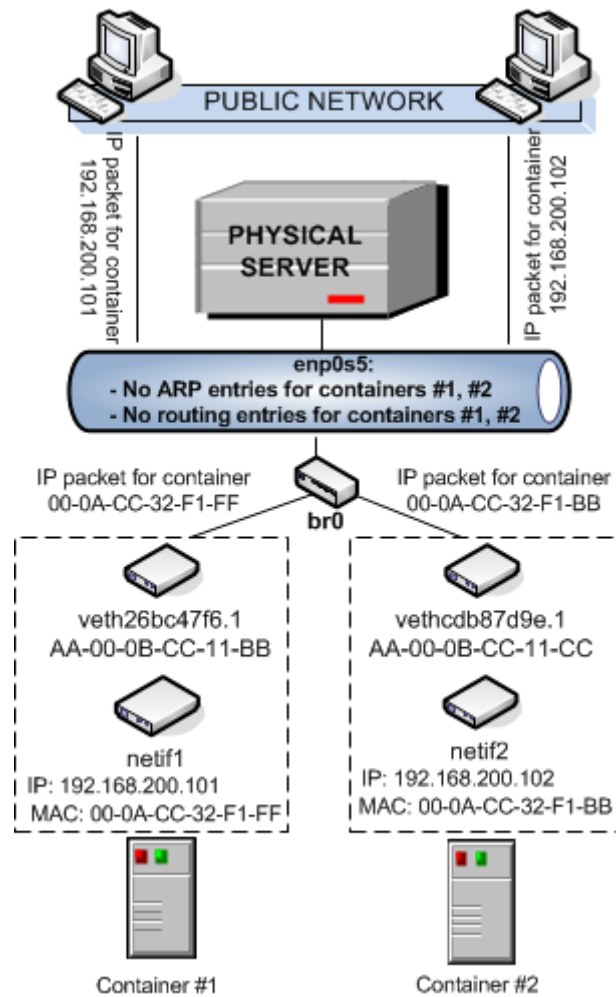 PUBLIC NETWORK
IP packet for container
192.168.200.101
IP packet for container
192.168.200.102
PHYSICAL
SERVER
enp0s5:
- No ARP entries for containers #1, #2
- No routing entries for containers #1, #2
IP packet for container
00-0A-CC-32-F1-FF
IP packet for container
00-0A-CC-32-F1-BB
br0
veth26bc47f6.1
AA-00-0B-CC-11-BB
vethcdb87d9e.1
AA-00-0B-CC-11-CC
netif1
IP: 192.168.200.101
MAC: 00-0A-CC-32-F1-FF
netif2
IP: 192.168.200.102
MAC: 00-0A-CC-32-F1-BB
Container #1
Container #2